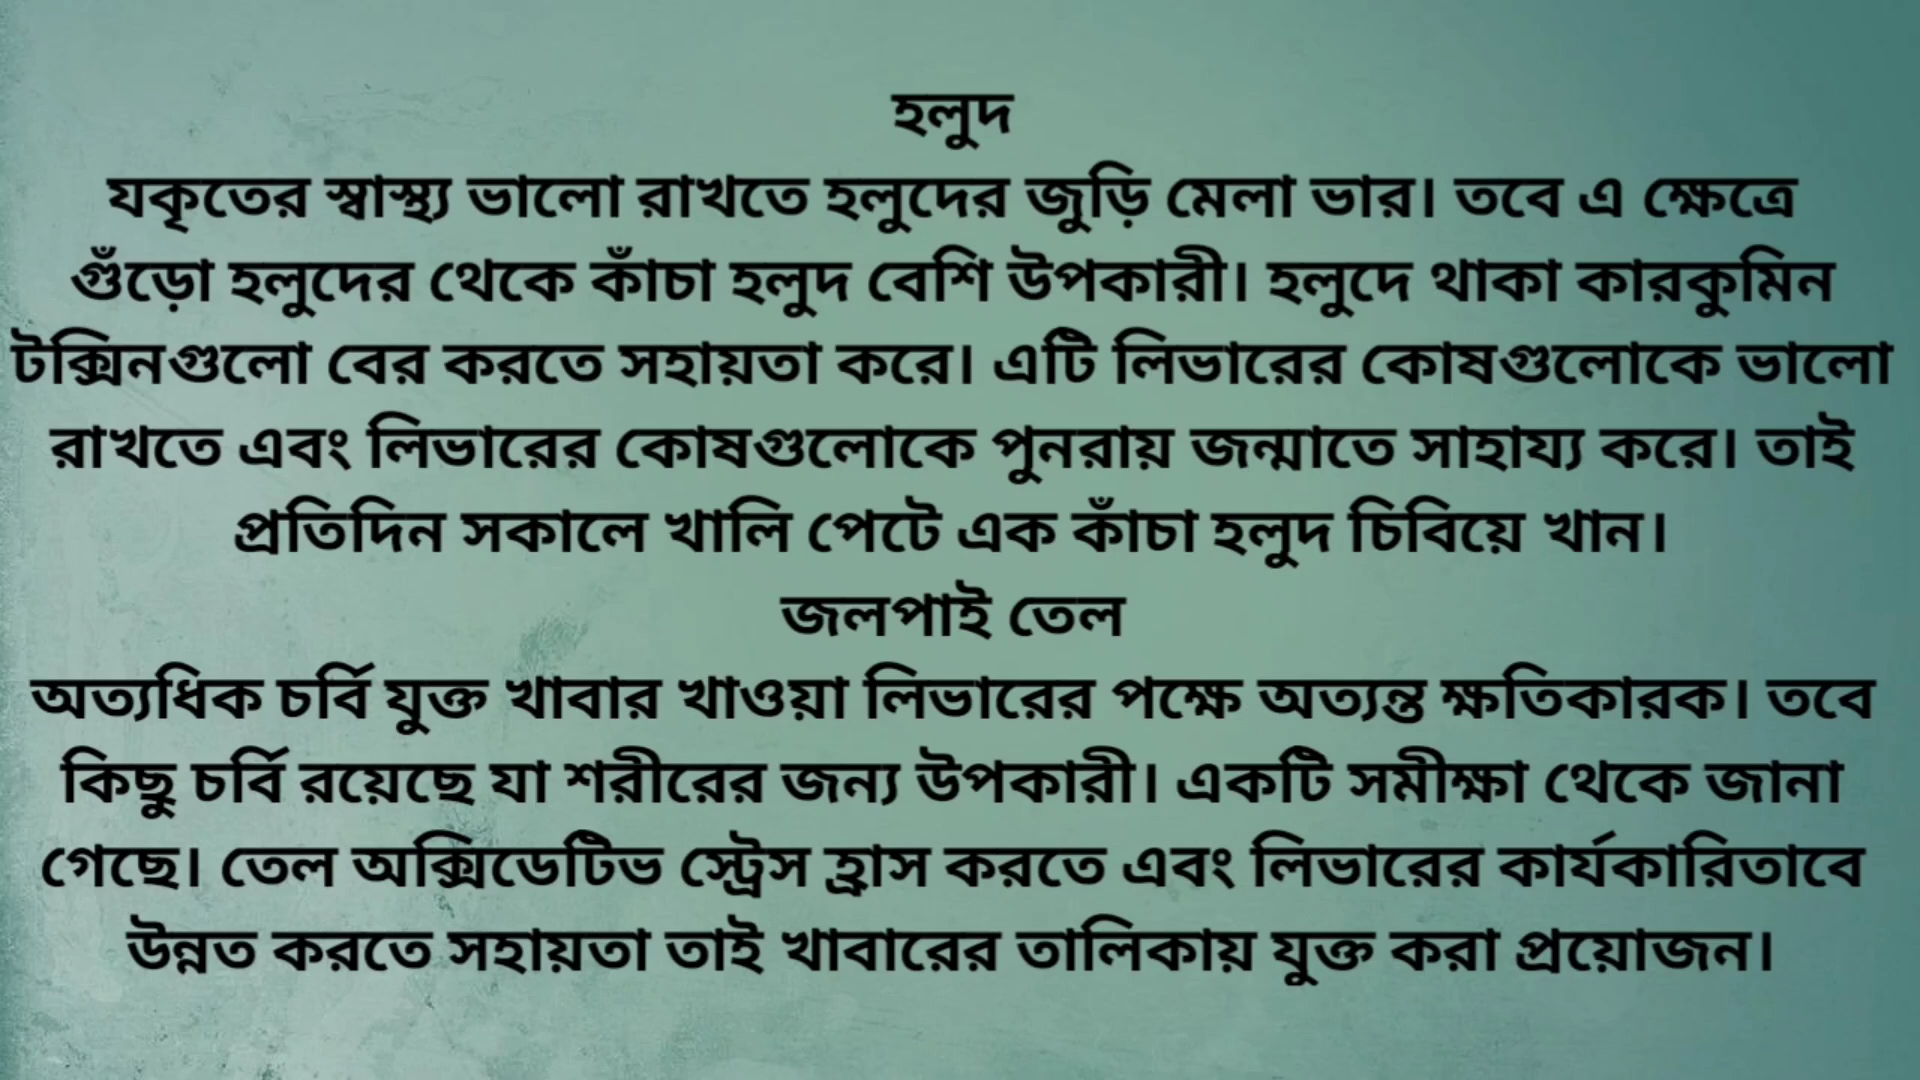 হলুদ
যকৃতের স্বাস্থ্য ভালো রাখতে হলুদের জুড়ি মেলা ভার। তবে এ ক্ষেত্রে
গুঁড়ো হলুদের থেকে কাঁচা হলুদ বেশি উপকারী। হলুদে থাকা কারকুমিন
টক্সিনগুলো বের করতে সহায়তা করে। এটি লিভারের কোষগুলোকে ভালো
রাখতে এবং লিভারের কোষগুলোকে পুনরায় জন্মাতে সাহায্য করে। তাই
প্রতিদিন সকালে খালি পেটে এক কাঁচা হলুদ চিবিয়ে খান।
জলপাই তেল
অত্যধিক চর্বি যুক্ত খাবার খাওয়া লিভারের পক্ষে অত্যন্ত ক্ষতিকারক। তবে
কিছু চর্বি রয়েছে যা শরীরের জন্য উপকারী। একটি সমীক্ষা থেকে জানা
গেছে। তেল অক্সিডেটিভ স্ট্রেস হ্রাস করতে এবং লিভারের কার্যকারিতাবে
উন্নত করতে সহায়তা তাই খাবারের তালিকায় যুক্ত করা প্রয়োজন।